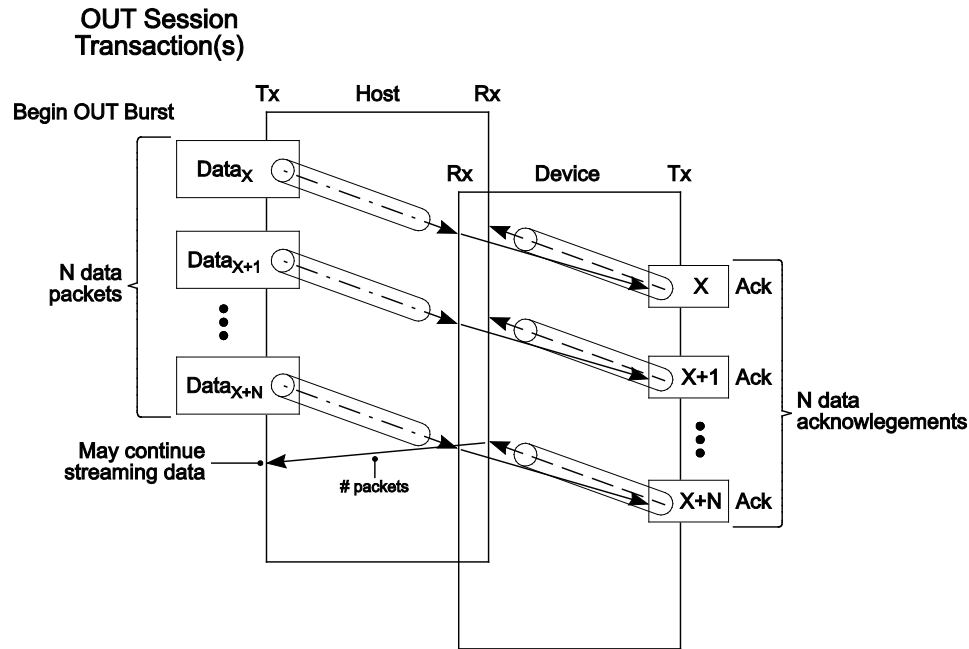 OUT Session
Transaction(s)
Tx
Host
Rx
Begin OUT Burst
Rx
Device
Tx
DataX
DataX+1
DataX+N
N data
packets
X
Ack
X+1
Ack
X+N
Ack
N data
acknowlegements
May continue
streaming data
# packets